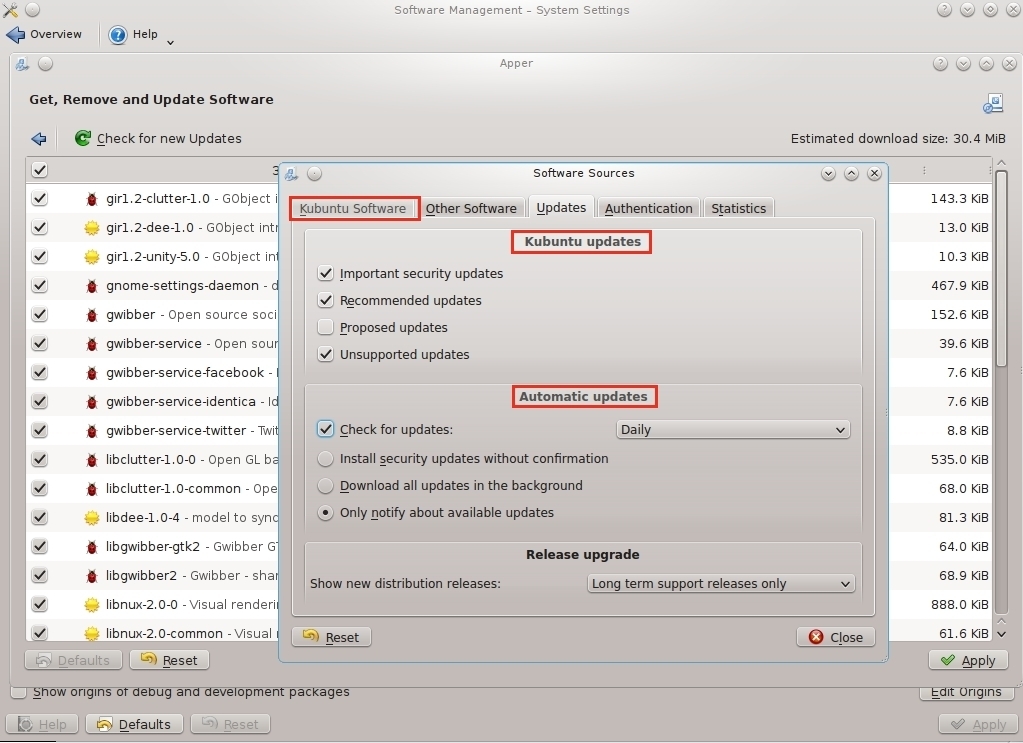 Software Management – System Settings
Overview Help
Apper
Get, Remove and Update Software
Check for new Updates Estimated download size: 30.4 MiB
3
gir1.2-clutter-1.0 - GObject i 143.3 KiB
gir1.2-dee-1.0 - GObject intr 13.0 KiB
gir1.2-unity-5.0 - GObject int 10.3 KiB
gnome-settings-daemon - d 467.9 KiB
gwibber - Open source soci 152.6 KiB
gwibber-service - Open sour 39.6 KiB
gwibber-service-facebook - 7.6 KiB
gwibber-service-identica - Id 7.6 KiB
gwibber-service-twitter - Twit 8.8 KiB
libclutter-1.0-0 - Open GL ba 535.0 KiB
libclutter-1.0-common - Ope 68.0 KiB
libdee-1.0-4 - model to sync 81.3 KiB
libgwibber-gtk2 - Gwibber G 64.0 KiB
libgwibber2 - Gwibber - shar 68.9 KiB
libnux-2.0-0 - Visual renderi 888.0 KiB
libnux-2.0-common - Visual 61.6 KiB
Software Sources
Kubuntu Software Other Software Updates Authentication Statistics
Kubuntu updates
Important security updates
Recommended updates
Proposed updates
Unsupported updates
Automatic updates
Check for updates: Daily
Install security updates without confirmation
Download all updates in the background
Only notify about available updates
Release upgrade
Show new distribution releases: Long term support releases only
Reset Close
Defaults Reset Apply
Show origins of debug and development packages Edit Origins
Help Defaults Reset Apply